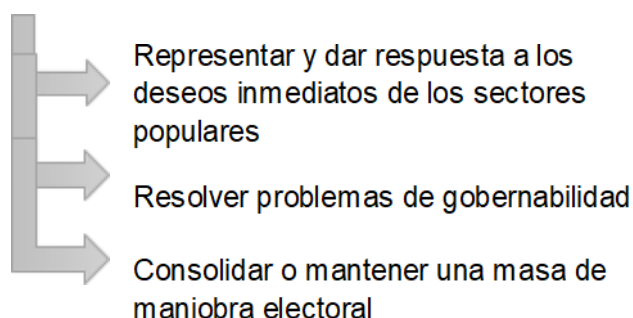 Representar y dar respuesta a los
deseos inmediatos de los sectores
populares
Resolver problemas de gobernabilidad
Consolidar o mantener una masa de
maniobra electoral